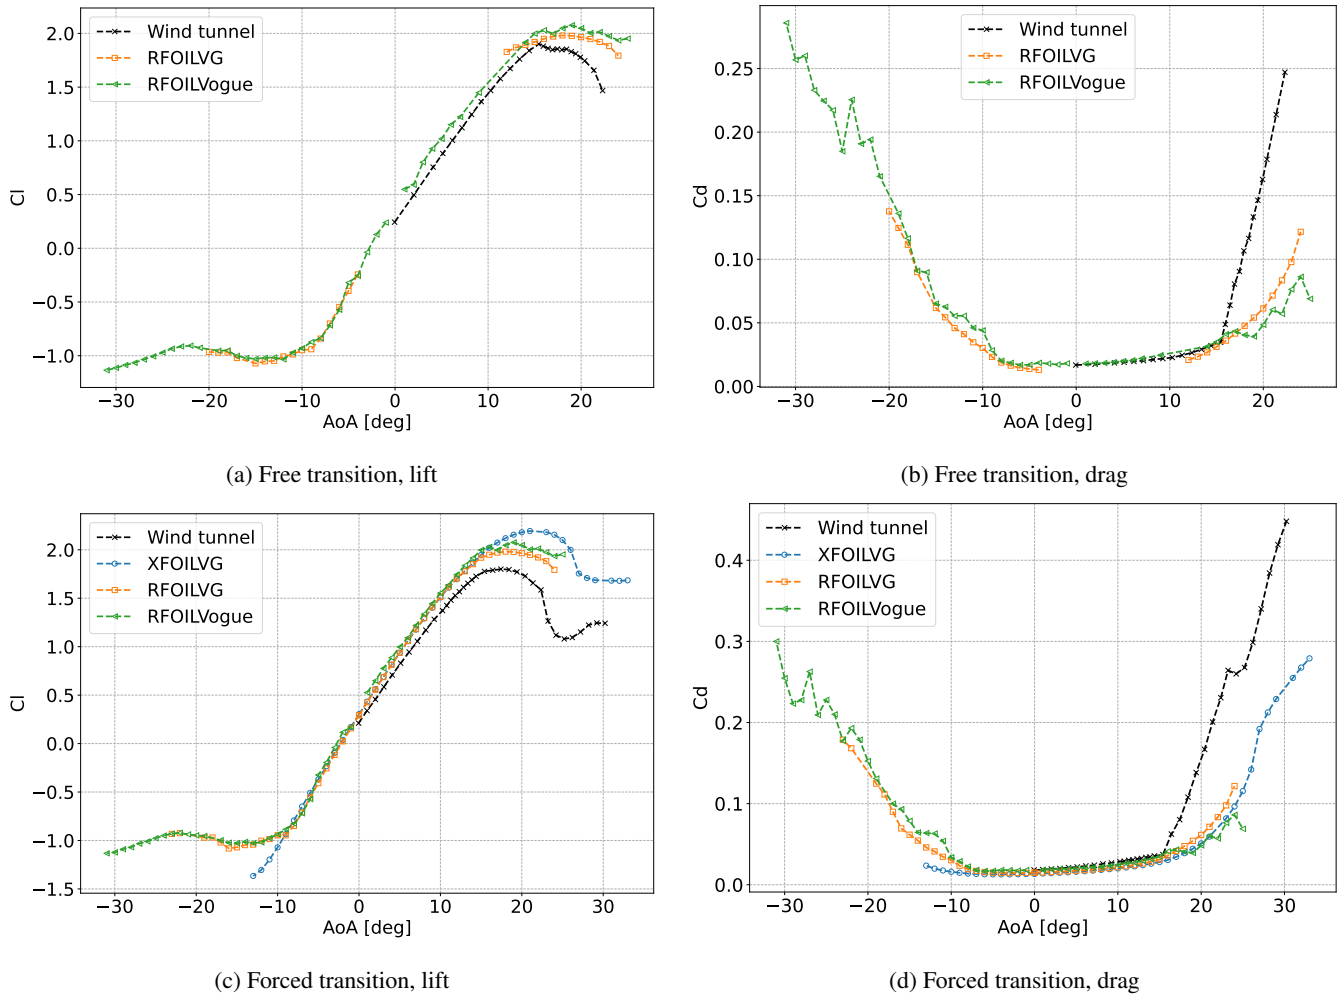 Wind tunnel
RFOILVG
RFOILVogue
Cl
2.0
1.5
1.0
0.5
0.0
−0.5
−1.0
−30 −20 −10 0 10 20
AoA [deg]
(a) Free transition, lift
Wind tunnel
RFOILVG
RFOILVogue
Cd
0.25
0.20
0.15
0.10
0.05
0.00
−30 −20 −10 0 10 20
AoA [deg]
(b) Free transition, drag
Wind tunnel
XFOILVG
RFOILVG
RFOILVogue
Cl
2.0
1.5
1.0
0.5
0.0
−0.5
−1.0
−1.5
−30 −20 −10 0 10 20 30
AoA [deg]
(c) Forced transition, lift
Wind tunnel
XFOILVG
RFOILVG
RFOILVogue
Cd
0.4
0.3
0.2
0.1
0.0
−30 −20 −10 0 10 20 30
AoA [deg]
(d) Forced transition, drag